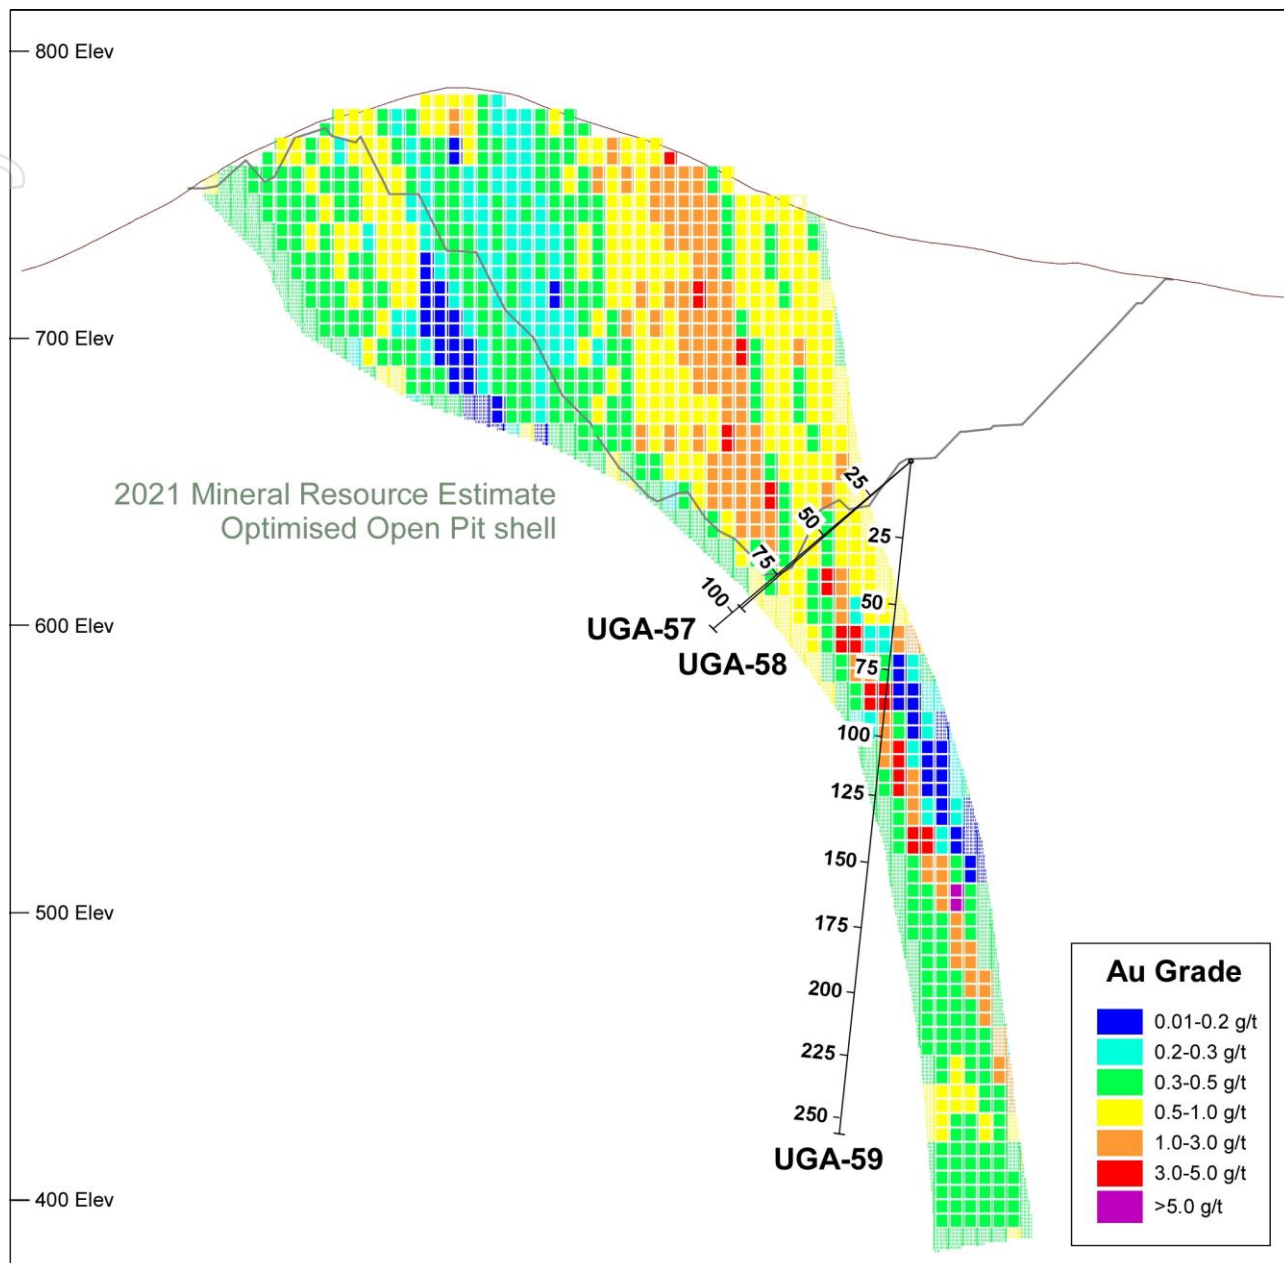 800 Elev
700 Elev
2021 Mineral Resource Estimate
Optimised Open Pit shell
25
50
75
100
UGA-57
UGA-58
600 Elev
25
50
75
100
125
150
175
200
225
250
UGA-59
500 Elev
400 Elev
Au Grade
0.01-0.2 g/t
0.2-0.3 g/t
0.3-0.5 g/t
0.5-1.0 g/t
1.0-3.0 g/t
3.0-5.0 g/t
>5.0 g/t